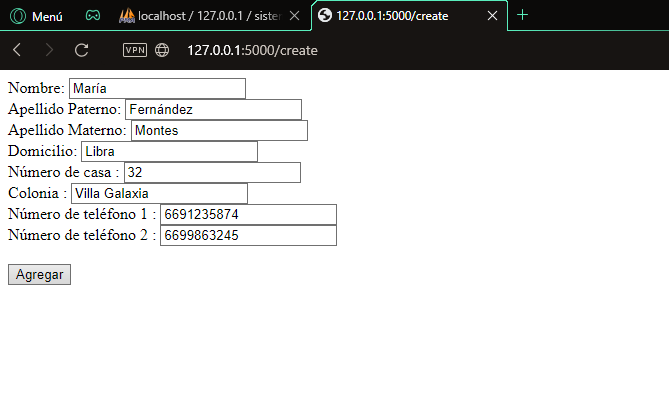 Menú
localhost / 127.0.0.1 / sister
127.0.0.1:5000/create
VPN
127.0.0.1:5000/create
Nombre: María
Apellido Paterno: Fernández
Apellido Materno: Montes
Domicilio: Libra
Número de casa : 32
Colonia : Villa Galaxia
Número de teléfono 1 : 6691235874
Número de teléfono 2 : 6699863245
Agregar